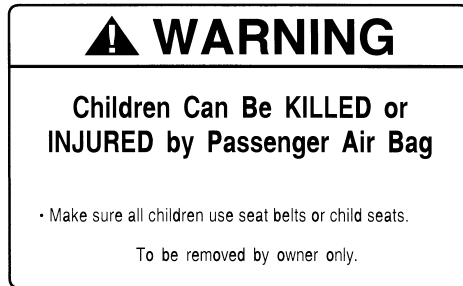 WARNING
Children Can Be KILLED or
INJURED by Passenger Air Bag
• Make sure all children use seat belts or child seats.
To be removed by owner only.